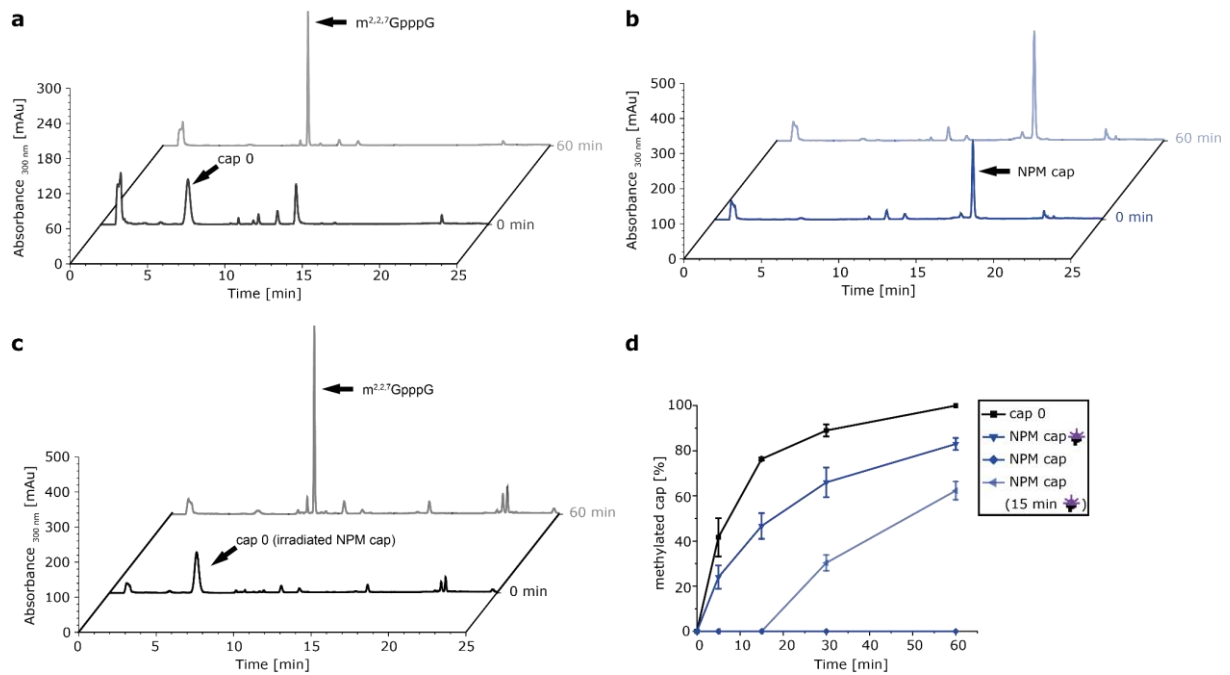 a
m2,2,7GpppG
300
240
180
120
60
0
Absorbance 300 nm [mAu]
cap 0
60 min
0 min
0
5
10
15
20
25
Time [min]
b
500
400
300
200
100
0
Absorbance 300 nm [mAu]
60 min
NPM cap
0 min
0
5
10
15
20
25
Time [min]
c
m2,2,7GpppG
500
400
300
200
100
0
Absorbance 300 nm [mAu]
60 min
cap 0 (irradiated NPM cap)
0 min
0
5
10
15
20
25
Time [min]
d
100
80
60
40
20
0
methylated cap [%]
0
10
20
30
40
50
60
Time [min]
cap 0
NPM cap
NPM cap
NPM cap
(15 min )